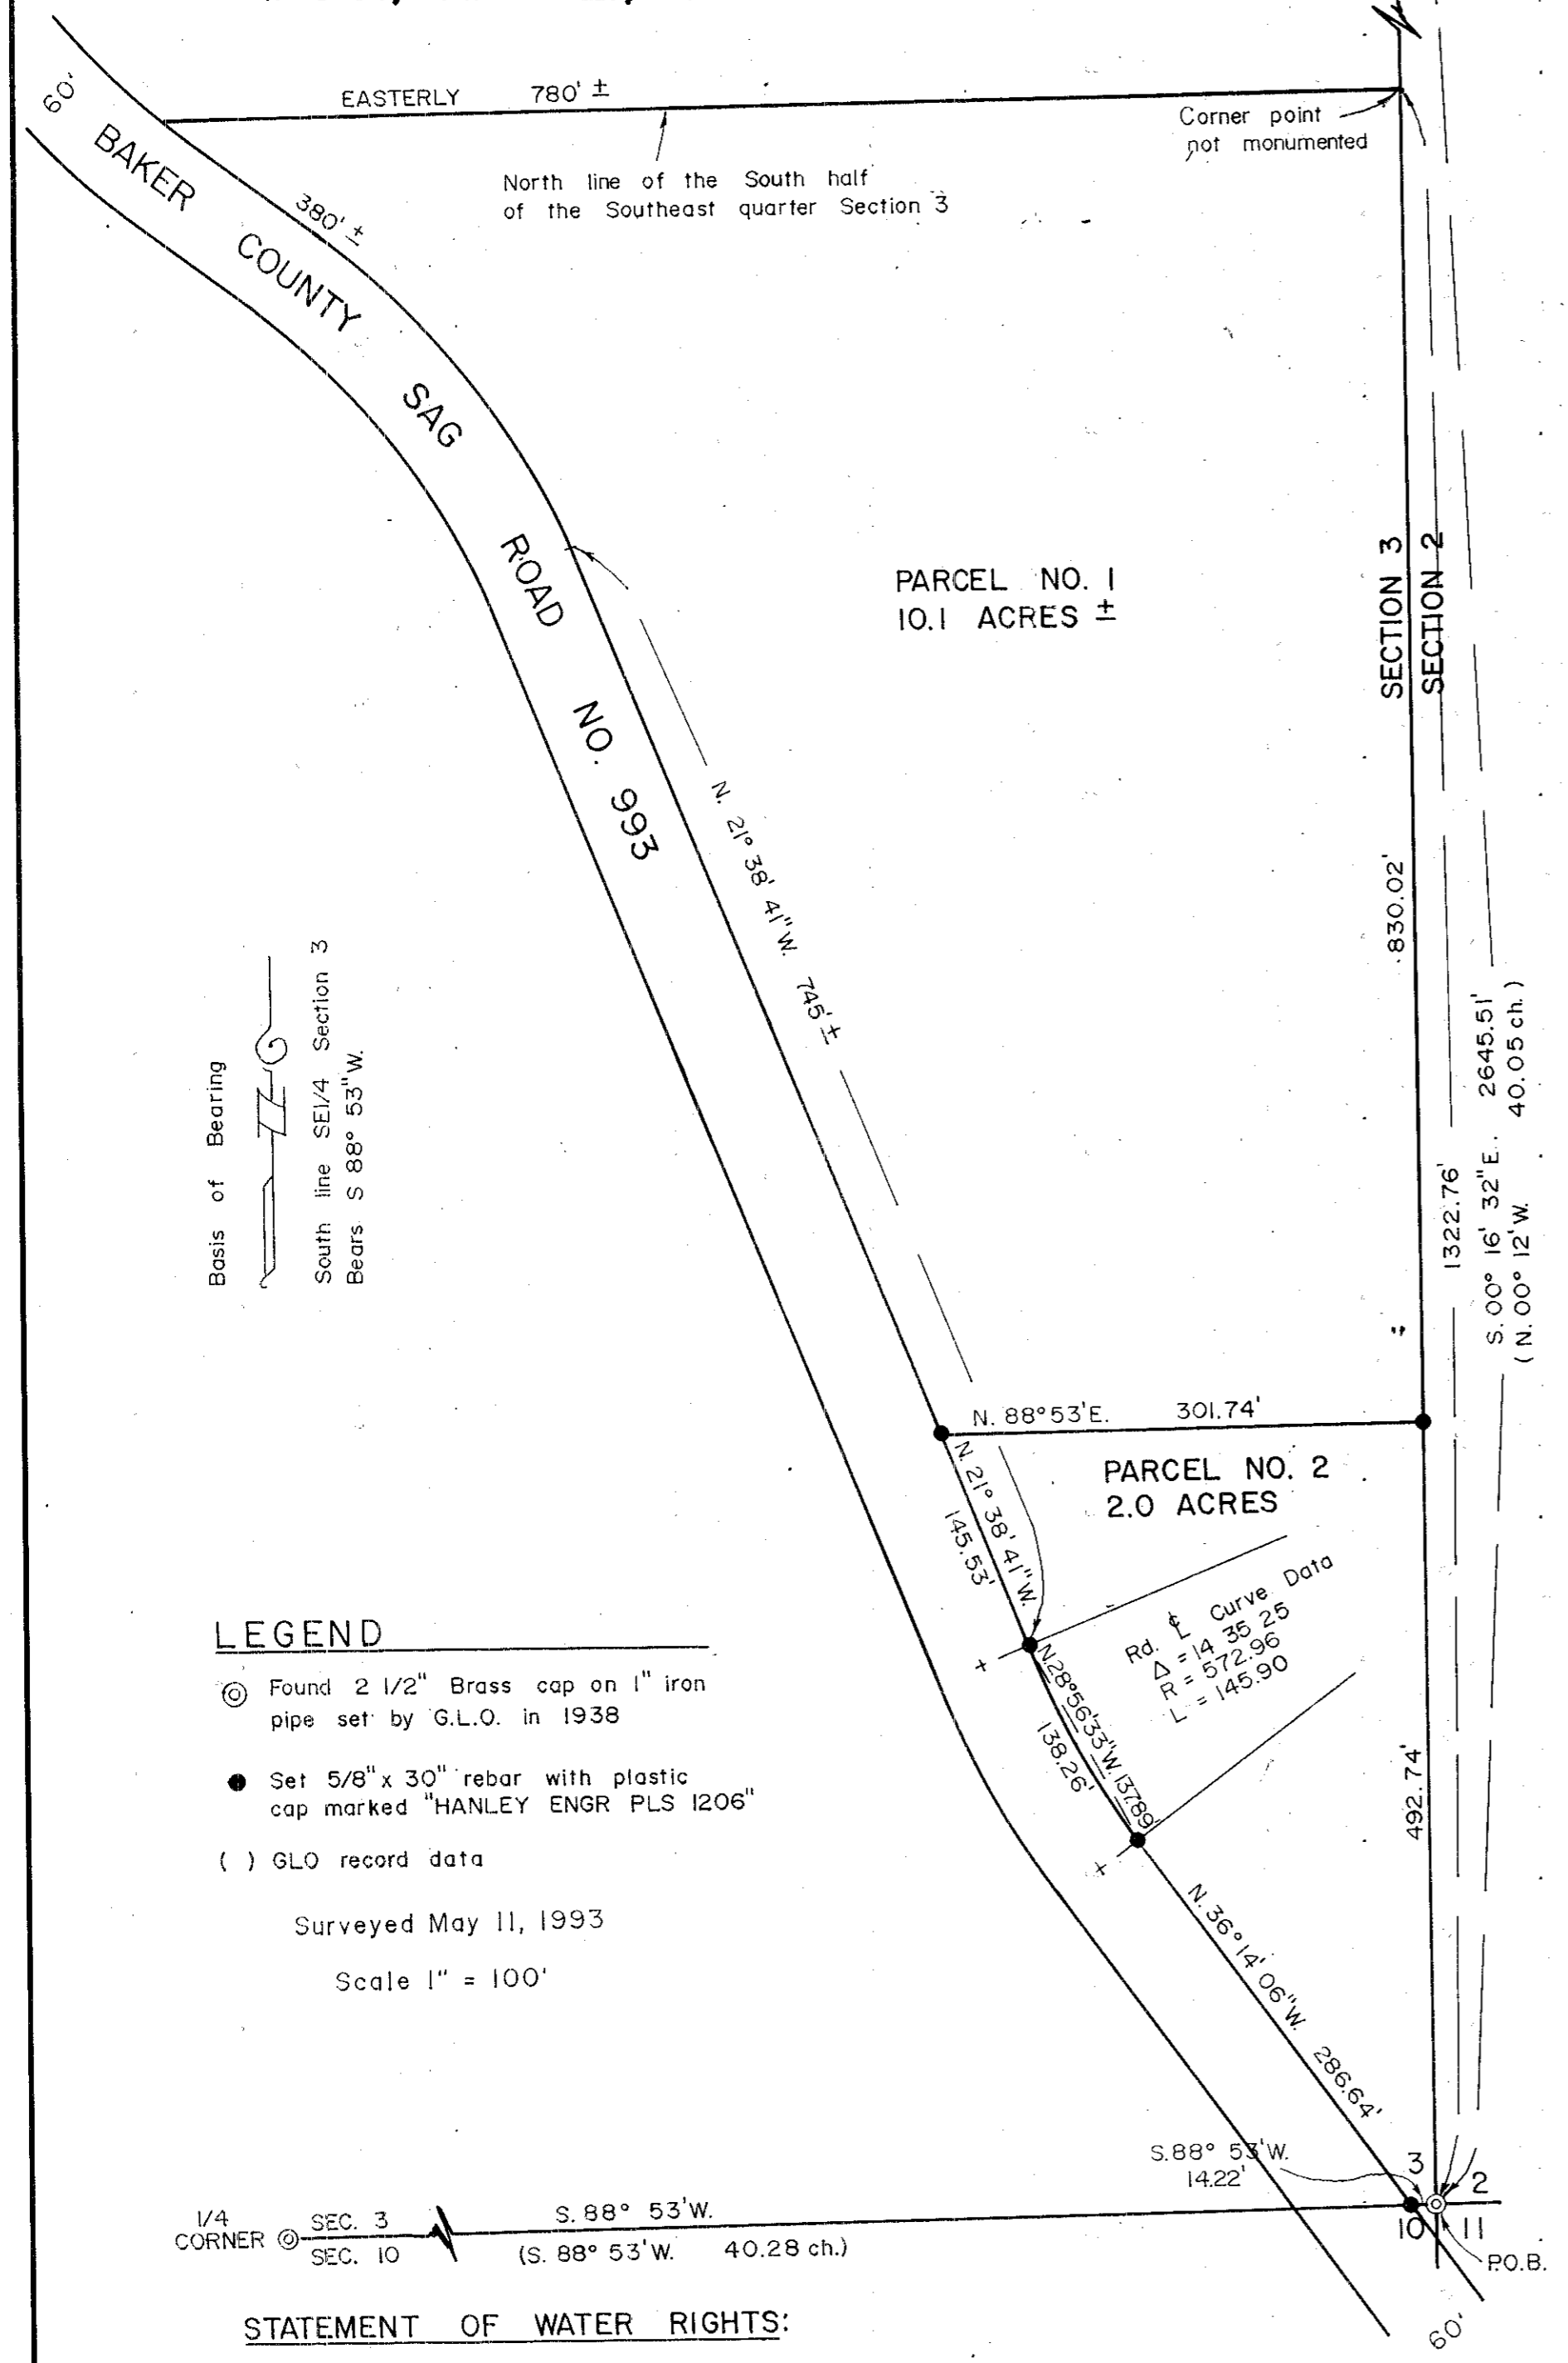 60'
EASTERLY 780' ±
Corner point
not monumented
BAKER COUNTY SAG ROAD NO. 993
380' ±
North line of the South half
of the Southeast quarter Section 3
PARCEL NO. 1
10.1 ACRES ±
SECTION 3
SECTION 2
N. 21° 38' 41" W. 745' ±
830.02'
1322.76'
S. 00° 16' 32" E. 2645.51'
(N. 00° 12' W. 40.05 ch.)
Basis of Bearing
South line SE1/4 Section 3
Bears S 88° 53" W.
N. 88° 53' E. 301.74'
PARCEL NO. 2
2.0 ACRES
N. 21° 38' 41" W.
145.53'
Rd. ℄ Curve Data
Δ = 14 35 25
R = 572.96
L = 145.90
N. 28° 56' 33" W. 137.89'
138.26'
492.74'
LEGEND
Found 2 1/2" Brass cap on 1" iron
pipe set by G.L.O. in 1938
Set 5/8" x 30" rebar with plastic
cap marked "HANLEY ENGR PLS 1206"
( ) GLO record data
Surveyed May 11, 1993
Scale 1" = 100'
N. 36° 14' 06" W. 286.64'
S. 88° 53' W.
14.22'
3
2
10
11
P.O.B.
1/4
CORNER
SEC. 3
SEC. 10
S. 88° 53' W.
(S. 88° 53' W. 40.28 ch.)
60'
STATEMENT OF WATER RIGHTS: